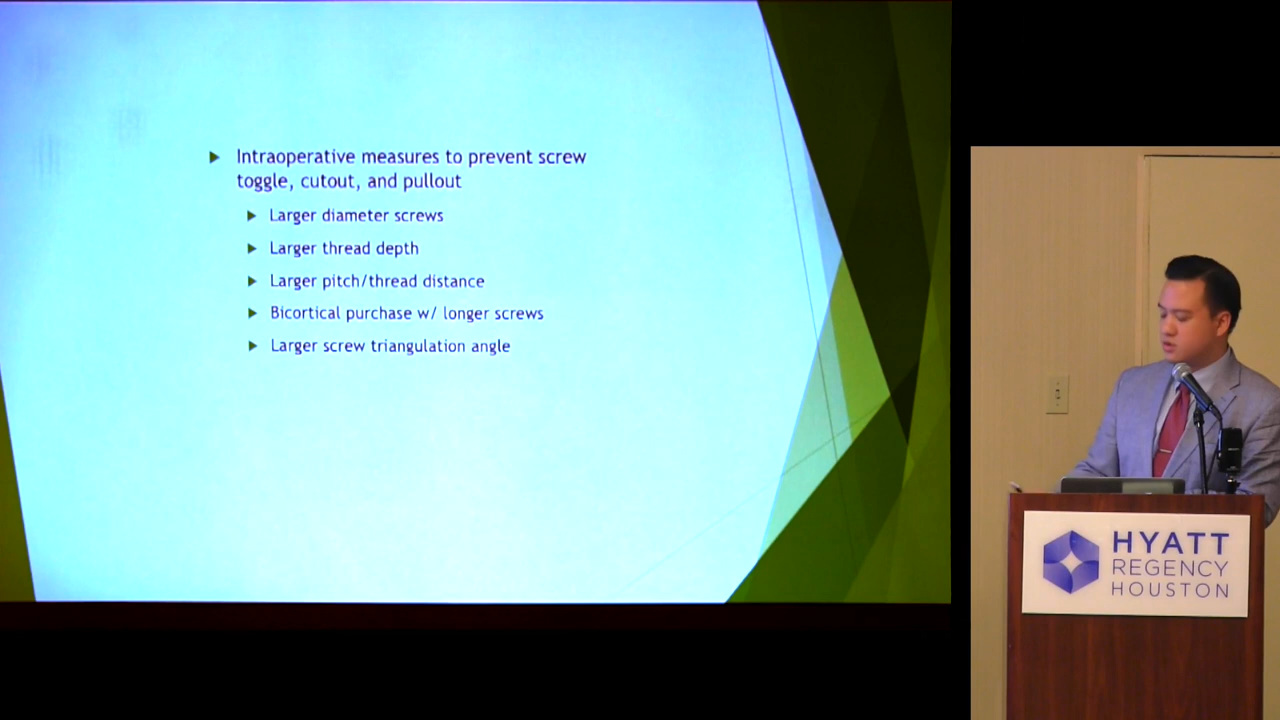 Intraoperative measures to prevent screw
toggle, cutout, and pullout
Larger diameter screws
Larger thread depth
Larger pitch/thread distance
Bicortical purchase w/ longer screws
Larger screw triangulation angle
HYATT
REGENCY
HOUSTON